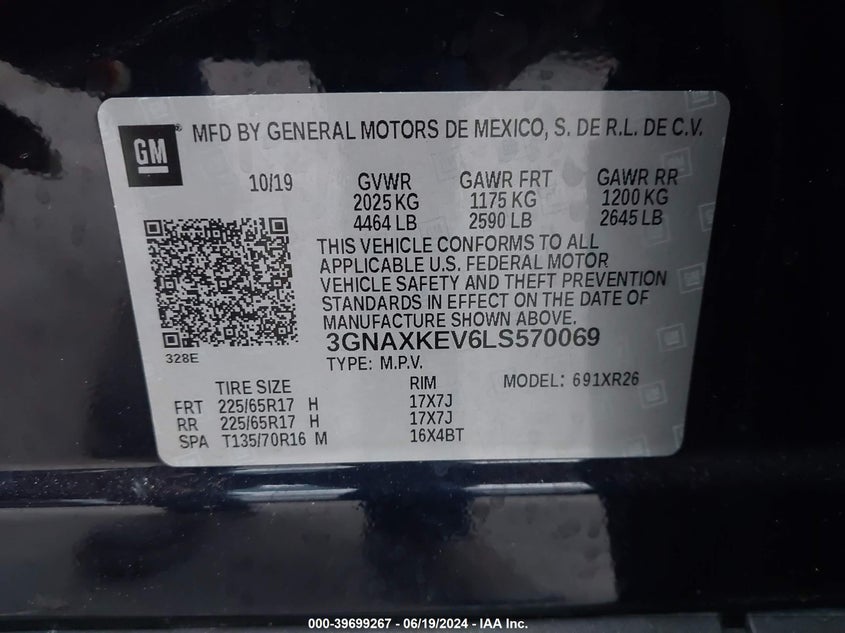 GM
® MFD BY GENERAL MOTORS DE MEXICO, S. DE R.L. DE C.V.
10/19 GVWR GAWR FRT GAWR RR
2025 KG 1175 KG 1200 KG
4464 LB 2590 LB 2645 LB
THIS VEHICLE CONFORMS TO ALL
APPLICABLE U.S. FEDERAL MOTOR
VEHICLE SAFETY AND THEFT PREVENTION
STANDARDS IN EFFECT ON THE DATE OF
MANUFACTURE SHOWN ABOVE.
3GNAXKEV6LS570069
328E
TYPE: M.P.V.
TIRE SIZE RIM MODEL: 691XR26
FRT 225/65R17 H 17X7J
RR 225/65R17 H 17X7J
SPA T135/70R16 M 16X4BT
000-39699267 - 06/19/2024 - IAA Inc.